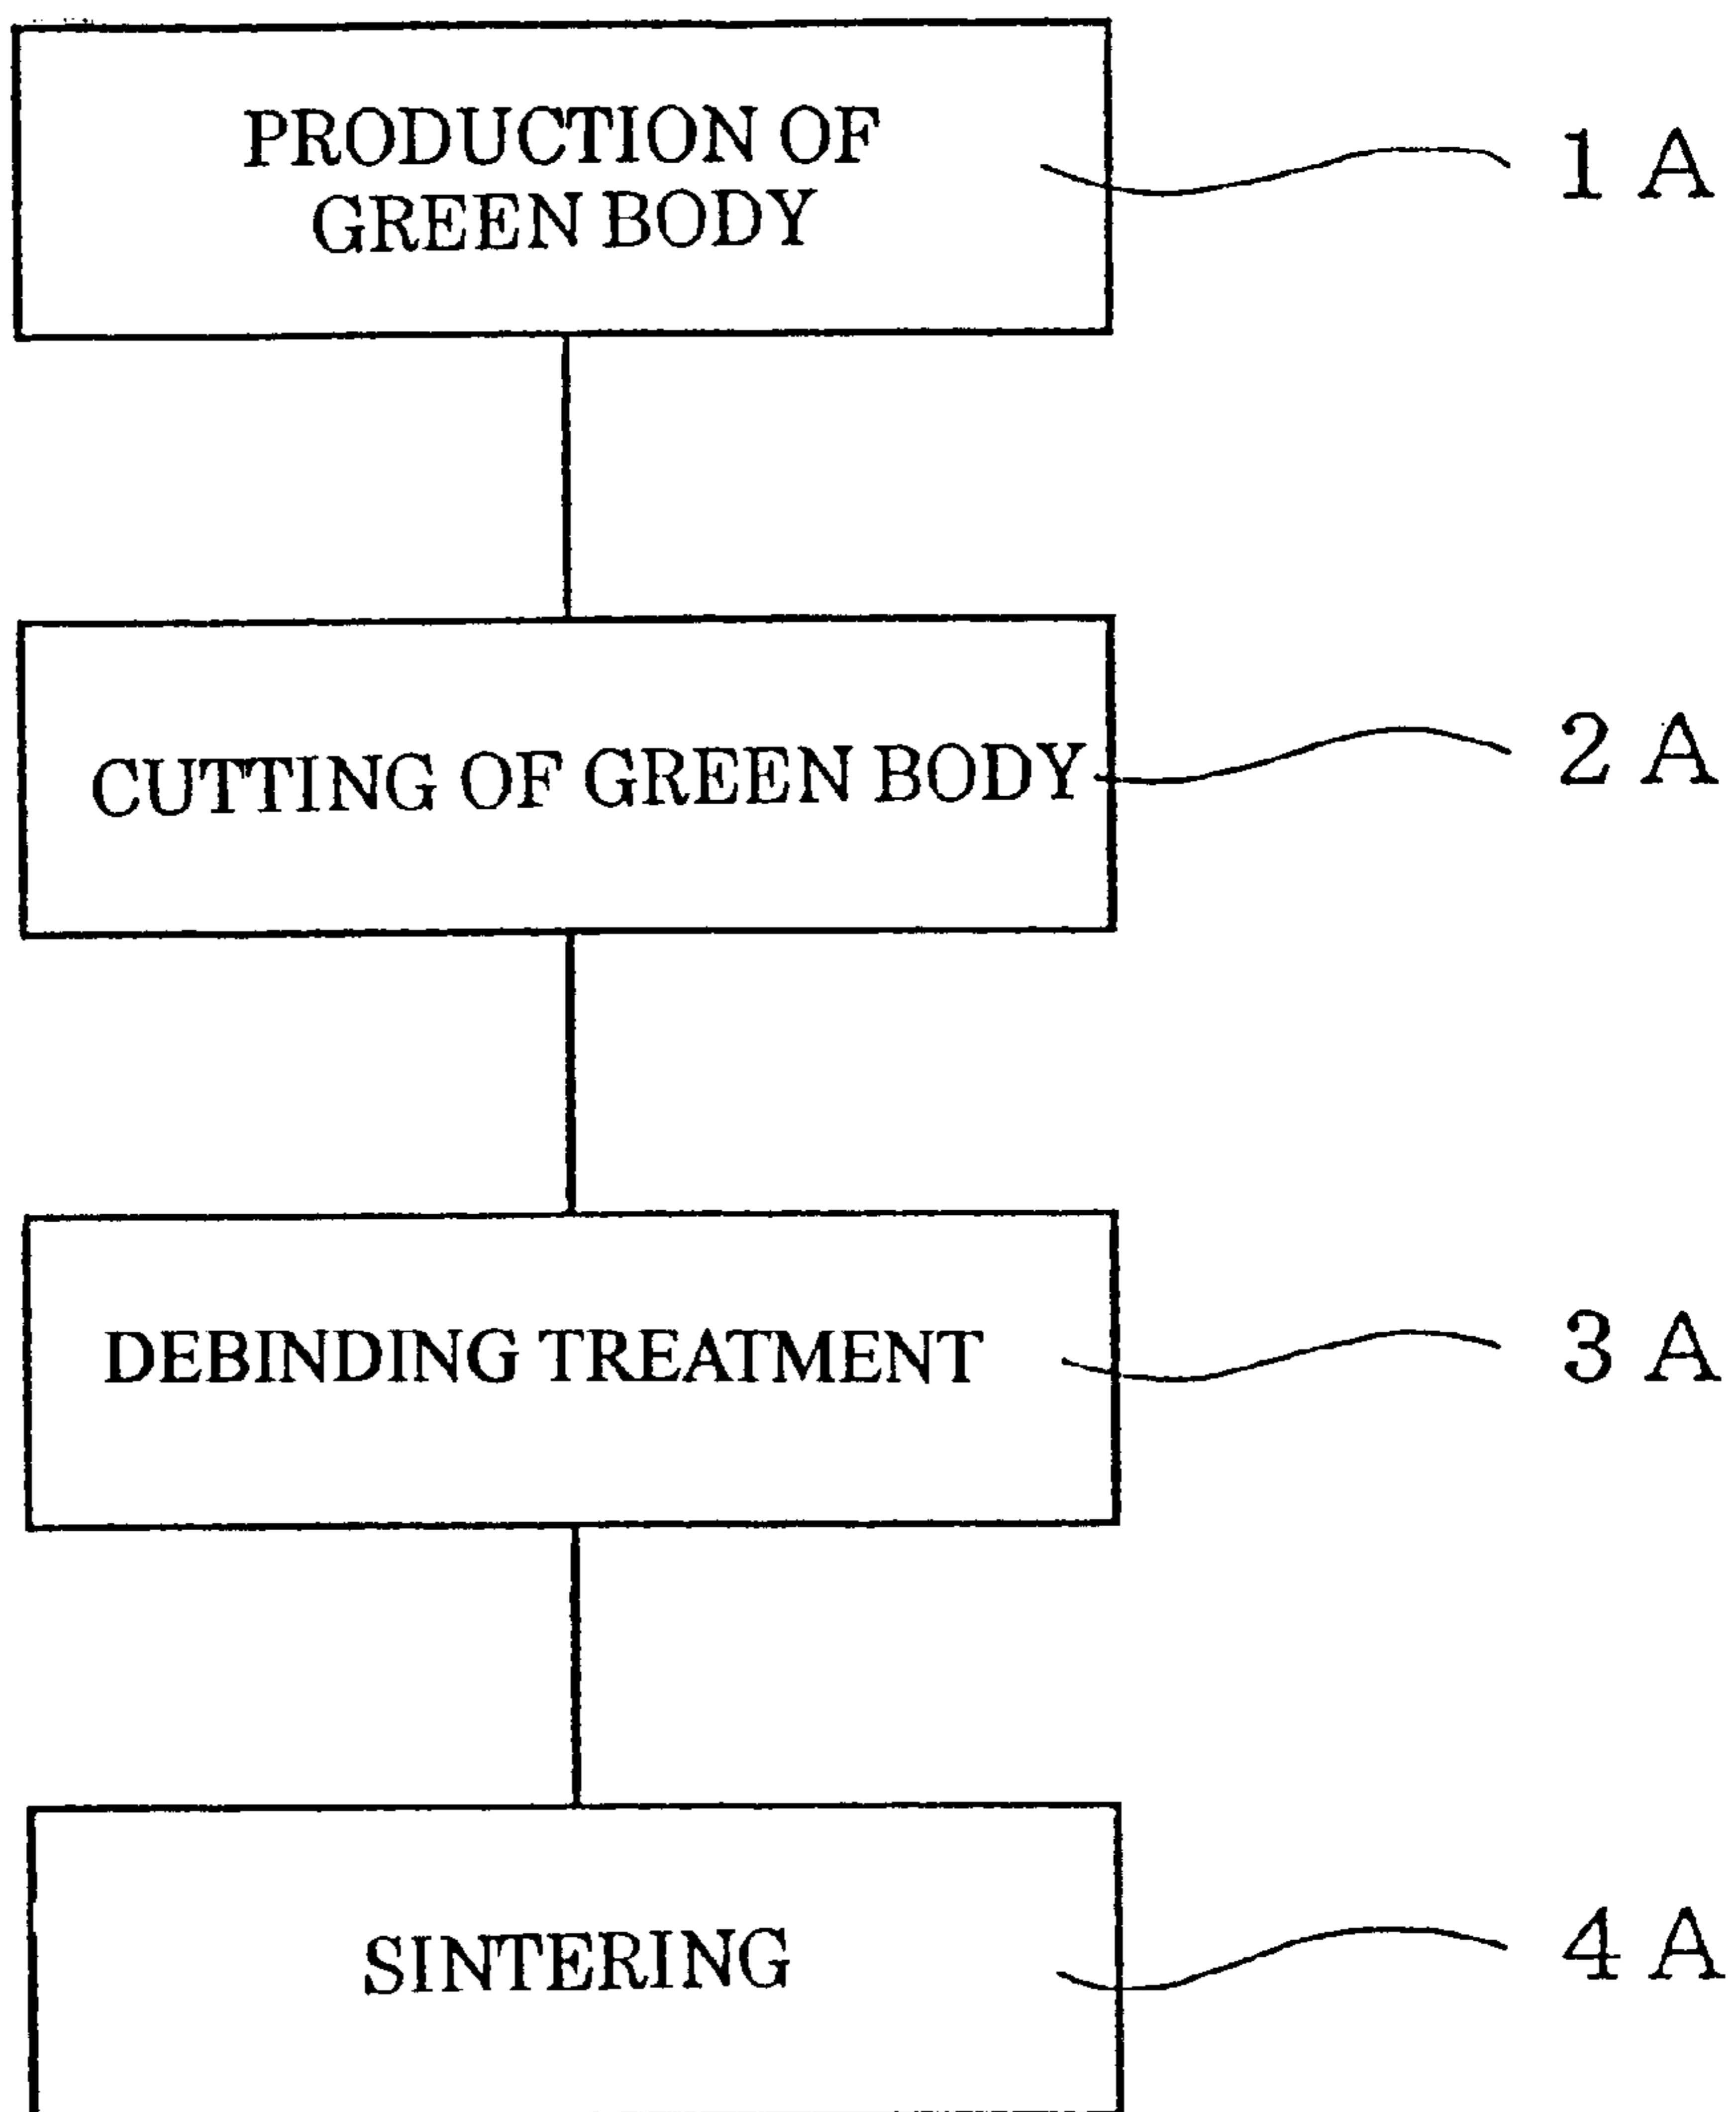 PRODUCTION OF
GREEN BODY
1 A
CUTTING OF GREEN BODY
2 A
DEBINDING TREATMENT
3 A
SINTERING
4 A